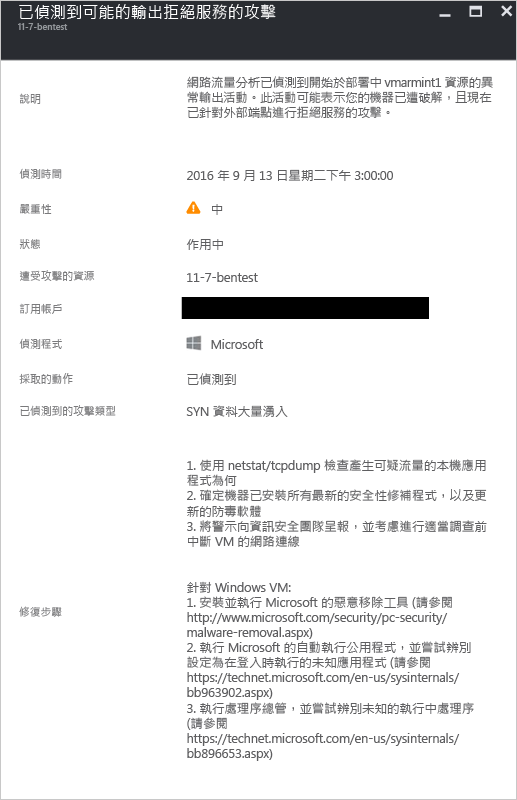 已偵測到可能的輸出拒絕服務的攻擊
11-7-bentest
說明
網路流量分析已偵測到開始於部署中 vmarmint1 資源的異
常輸出活動。此活動可能表示您的機器已遭破解，且現在
已針對外部端點進行拒絕服務的攻擊。
偵測時間
2016 年 9 月 13 日星期二下午 3:00:00
嚴重性
中
狀態
作用中
遭受攻擊的資源
11-7-bentest
訂用帳戶
偵測程式
Microsoft
採取的動作
已偵測到
已偵測到的攻擊類型
SYN 資料大量湧入
1. 使用 netstat/tcpdump 檢查產生可疑流量的本機應用
程式為何
2. 確定機器已安裝所有最新的安全性修補程式，以及更
新的防毒軟體
3. 將警示向資訊安全團隊呈報，並考慮進行適當調查前
中斷 VM 的網路連線
修復步驟
針對 Windows VM:
1. 安裝並執行 Microsoft 的惡意移除工具 (請參閱
http://www.microsoft.com/security/pc-security/
malware-removal.aspx)
2. 執行 Microsoft 的自動執行公用程式，並嘗試辨別
設定為在登入時執行的未知應用程式 (請參閱
https://technet.microsoft.com/en-us/sysinternals/
bb963902.aspx)
3. 執行處理序總管，並嘗試辨別未知的執行中處理序
(請參閱
https://technet.microsoft.com/en-us/sysinternals/
bb896653.aspx)